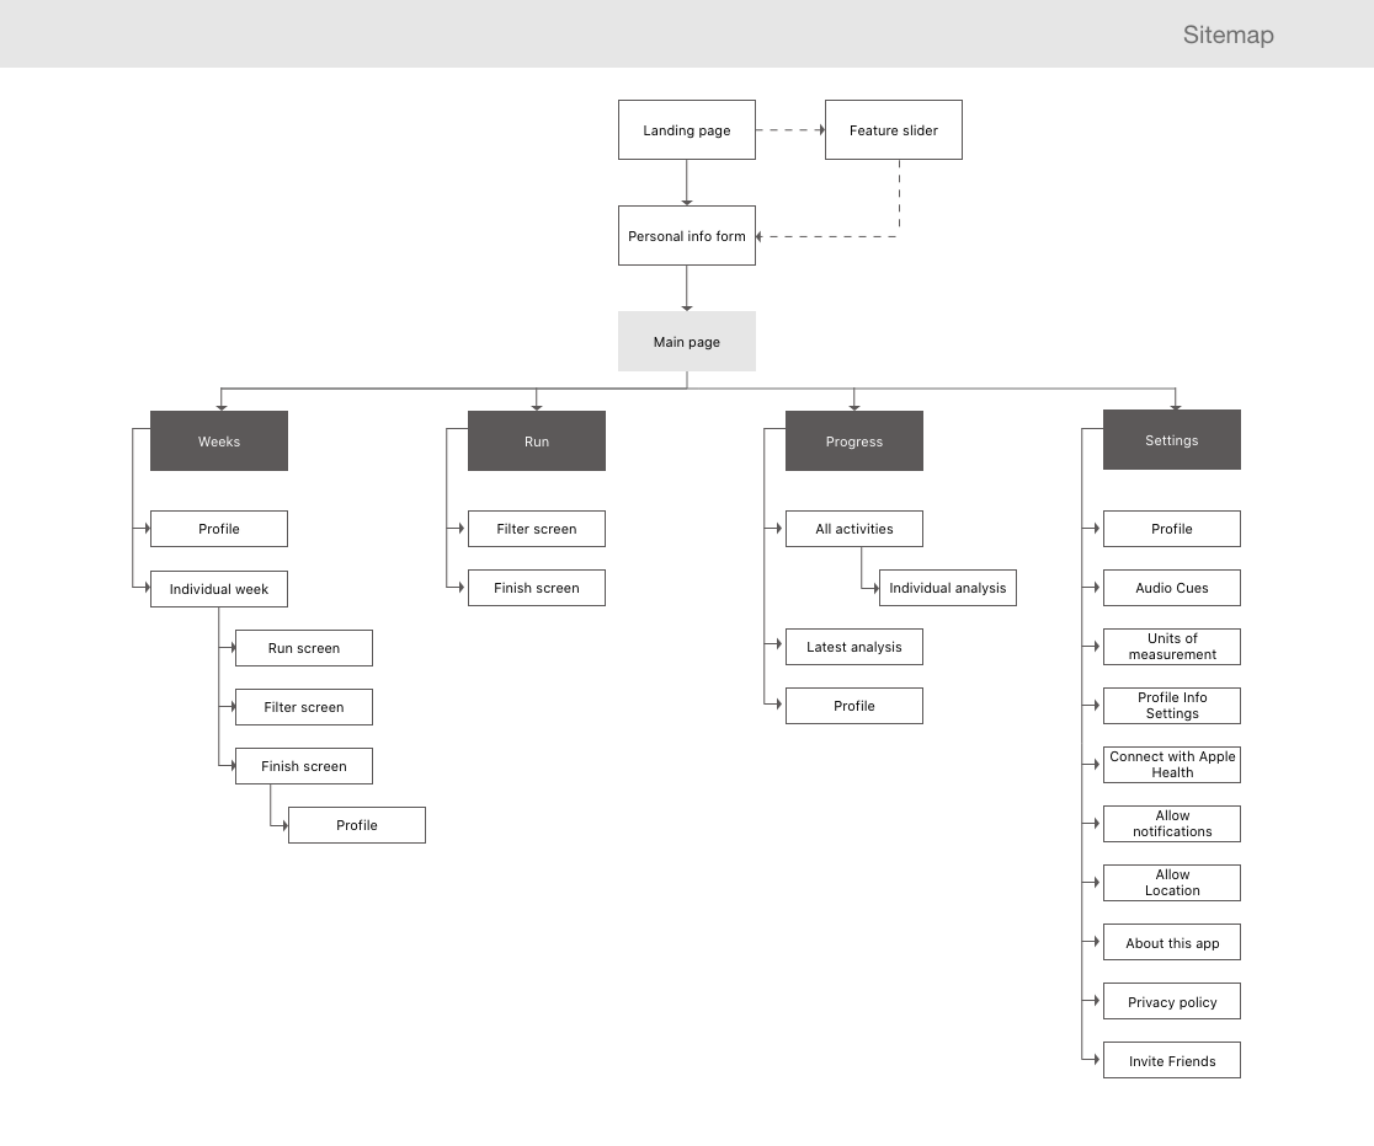 Sitemap
Landing page
Feature slider
Personal info form
Main page
Weeks
Profile
Individual week
Run screen
Filter screen
Finish screen
Profile
Run
Filter screen
Finish screen
Progress
All activities
Individual analysis
Latest analysis
Profile
Settings
Profile
Audio Cues
Units of
measurement
Profile Info
Settings
Connect with Apple
Health
Allow
notifications
Allow
Location
About this app
Privacy policy
Invite Friends